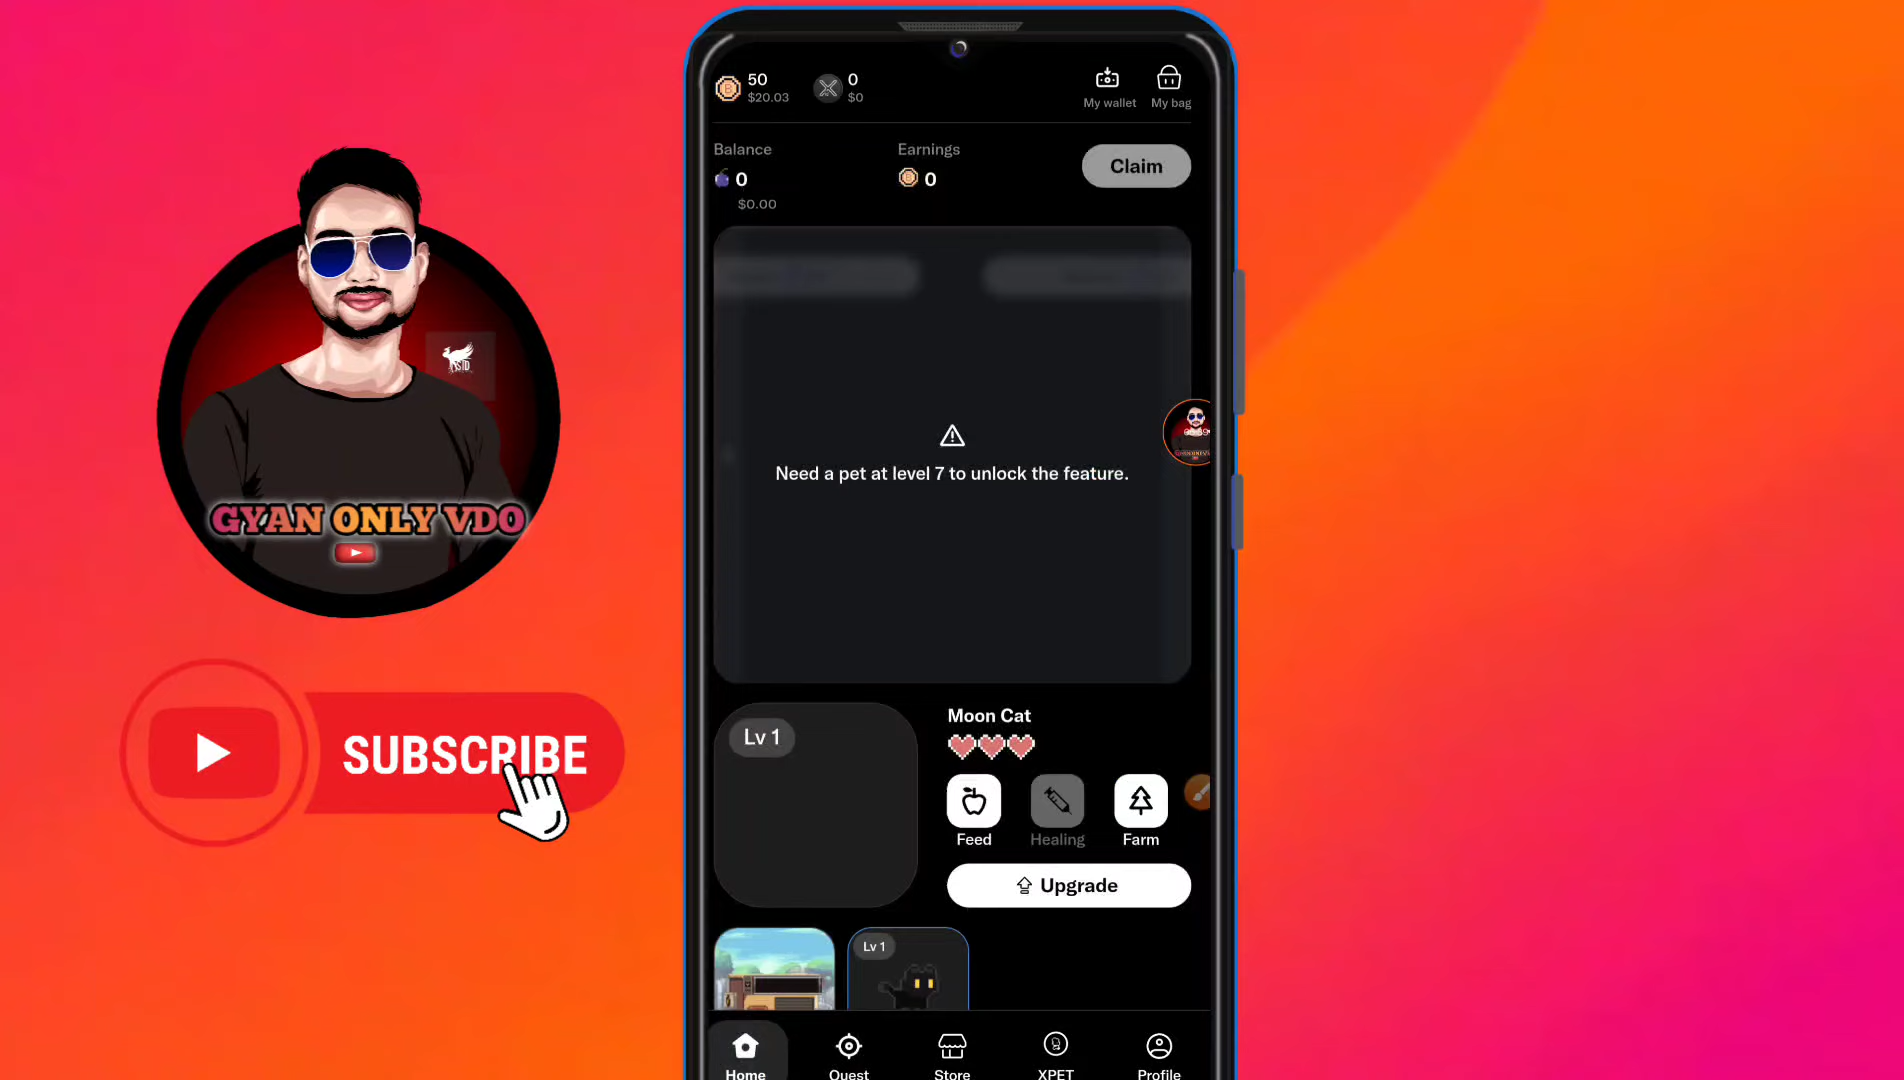 50
$20.03
0
$0
My wallet
My bag
Balance
0
$0.00
Earnings
0
Claim
Need a pet at level 7 to unlock the feature.
STD
GYAN ONLY VDO
SUBSCRIBE
Lv 1
Moon Cat
Feed
Healing
Farm
Upgrade
Lv 1
Home
Quest
Store
XPET
Profile